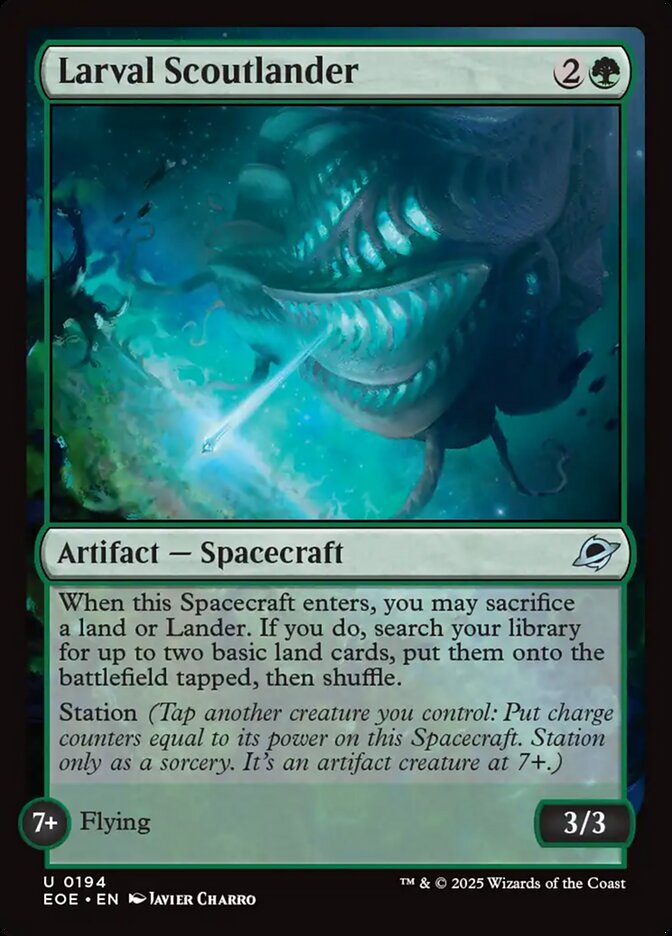 Larval Scoutlander 2
Artifact — Spacecraft
When this Spacecraft enters, you may sacrifice
a land or Lander. If you do, search your library
for up to two basic land cards, put them onto the
battlefield tapped, then shuffle.
Station (Tap another creature you control: Put charge
counters equal to its power on this Spacecraft. Station
only as a sorcery. It's an artifact creature at 7+.)
7+ Flying 3/3
U 0194 ™ & © 2025 Wizards of the Coast
EOE • EN Javier Charro